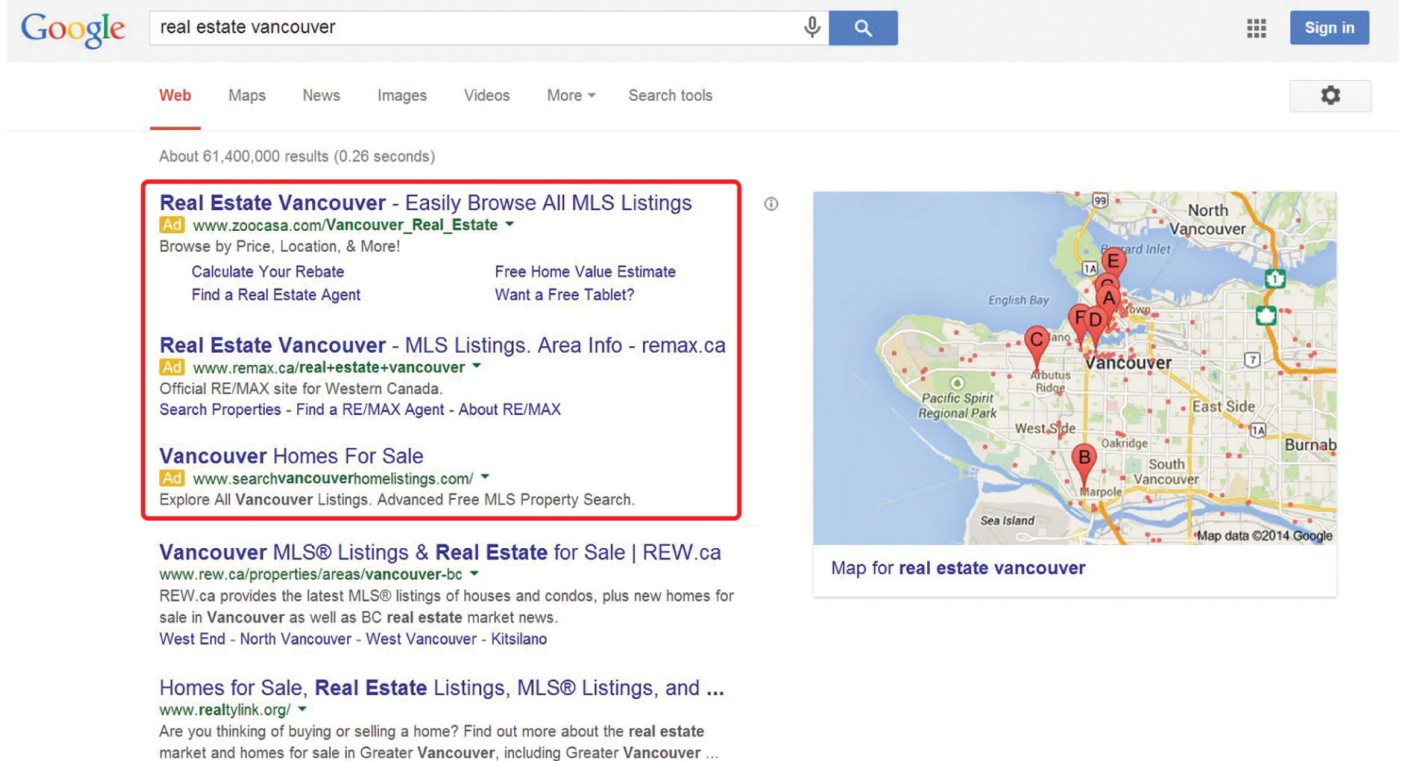 Google
real estate vancouver
Sign in
Web Maps News Images Videos More Search tools
About 61,400,000 results (0.26 seconds)
Real Estate Vancouver - Easily Browse All MLS Listings
Ad www.zoocasa.com/Vancouver_Real_Estate
Browse by Price, Location, & More!
Calculate Your Rebate Free Home Value Estimate
Find a Real Estate Agent Want a Free Tablet?
Real Estate Vancouver - MLS Listings. Area Info - remax.ca
Ad www.remax.ca/real+estate+vancouver
Official RE/MAX site for Western Canada.
Search Properties - Find a RE/MAX Agent - About RE/MAX
Vancouver Homes For Sale
Ad www.searchvancouverhomelistings.com/
Explore All Vancouver Listings. Advanced Free MLS Property Search.
Vancouver MLS® Listings & Real Estate for Sale | REW.ca
www.rew.ca/properties/areas/vancouver-bc
REW.ca provides the latest MLS® listings of houses and condos, plus new homes for
sale in Vancouver as well as BC real estate market news.
West End - North Vancouver - West Vancouver - Kitsilano
Homes for Sale, Real Estate Listings, MLS® Listings, and ...
www.realtylink.org/
Are you thinking of buying or selling a home? Find out more about the real estate
market and homes for sale in Greater Vancouver, including Greater Vancouver ...
99
North
Vancouver
Inlet
1A
E
1
English Bay
A
F D
C
Vancouver
7
Arbutus
Ridge
Pacific Spirit
Regional Park
East Side
West Side
1A
Oakridge
Burnab
B
South
Vancouver
Marpole
Sea Island
Map data ©2014 Google
Map for real estate vancouver